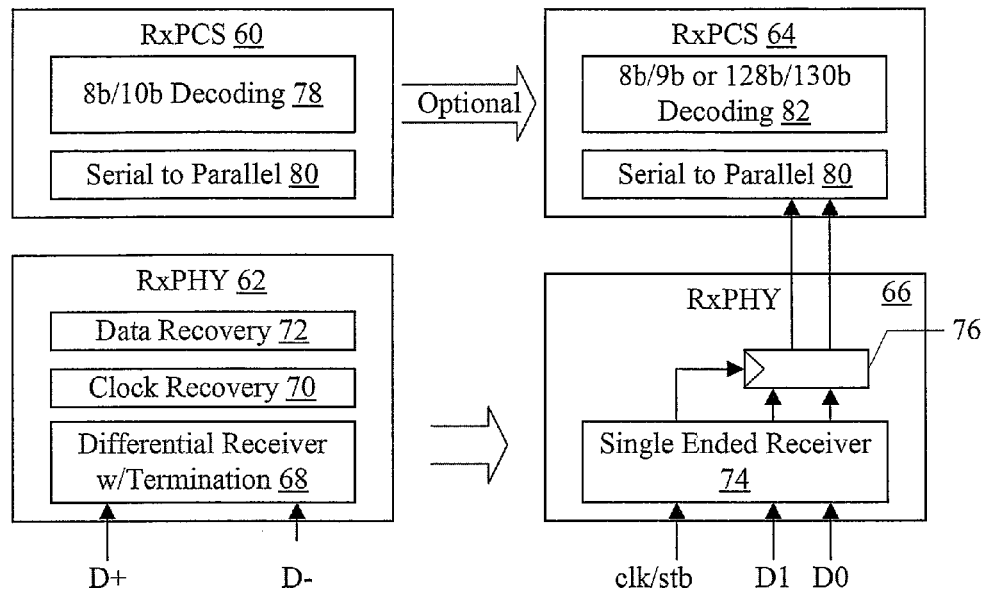 RxPCS 60
8b/10b Decoding 78
Serial to Parallel 80
Optional
RxPCS 64
8b/9b or 128b/130b
Decoding 82
Serial to Parallel 80
RxPHY 62
Data Recovery 72
Clock Recovery 70
Differential Receiver
w/Termination 68
D+
D-
RxPHY
66
76
Single Ended Receiver
74
clk/stb
D1
D0